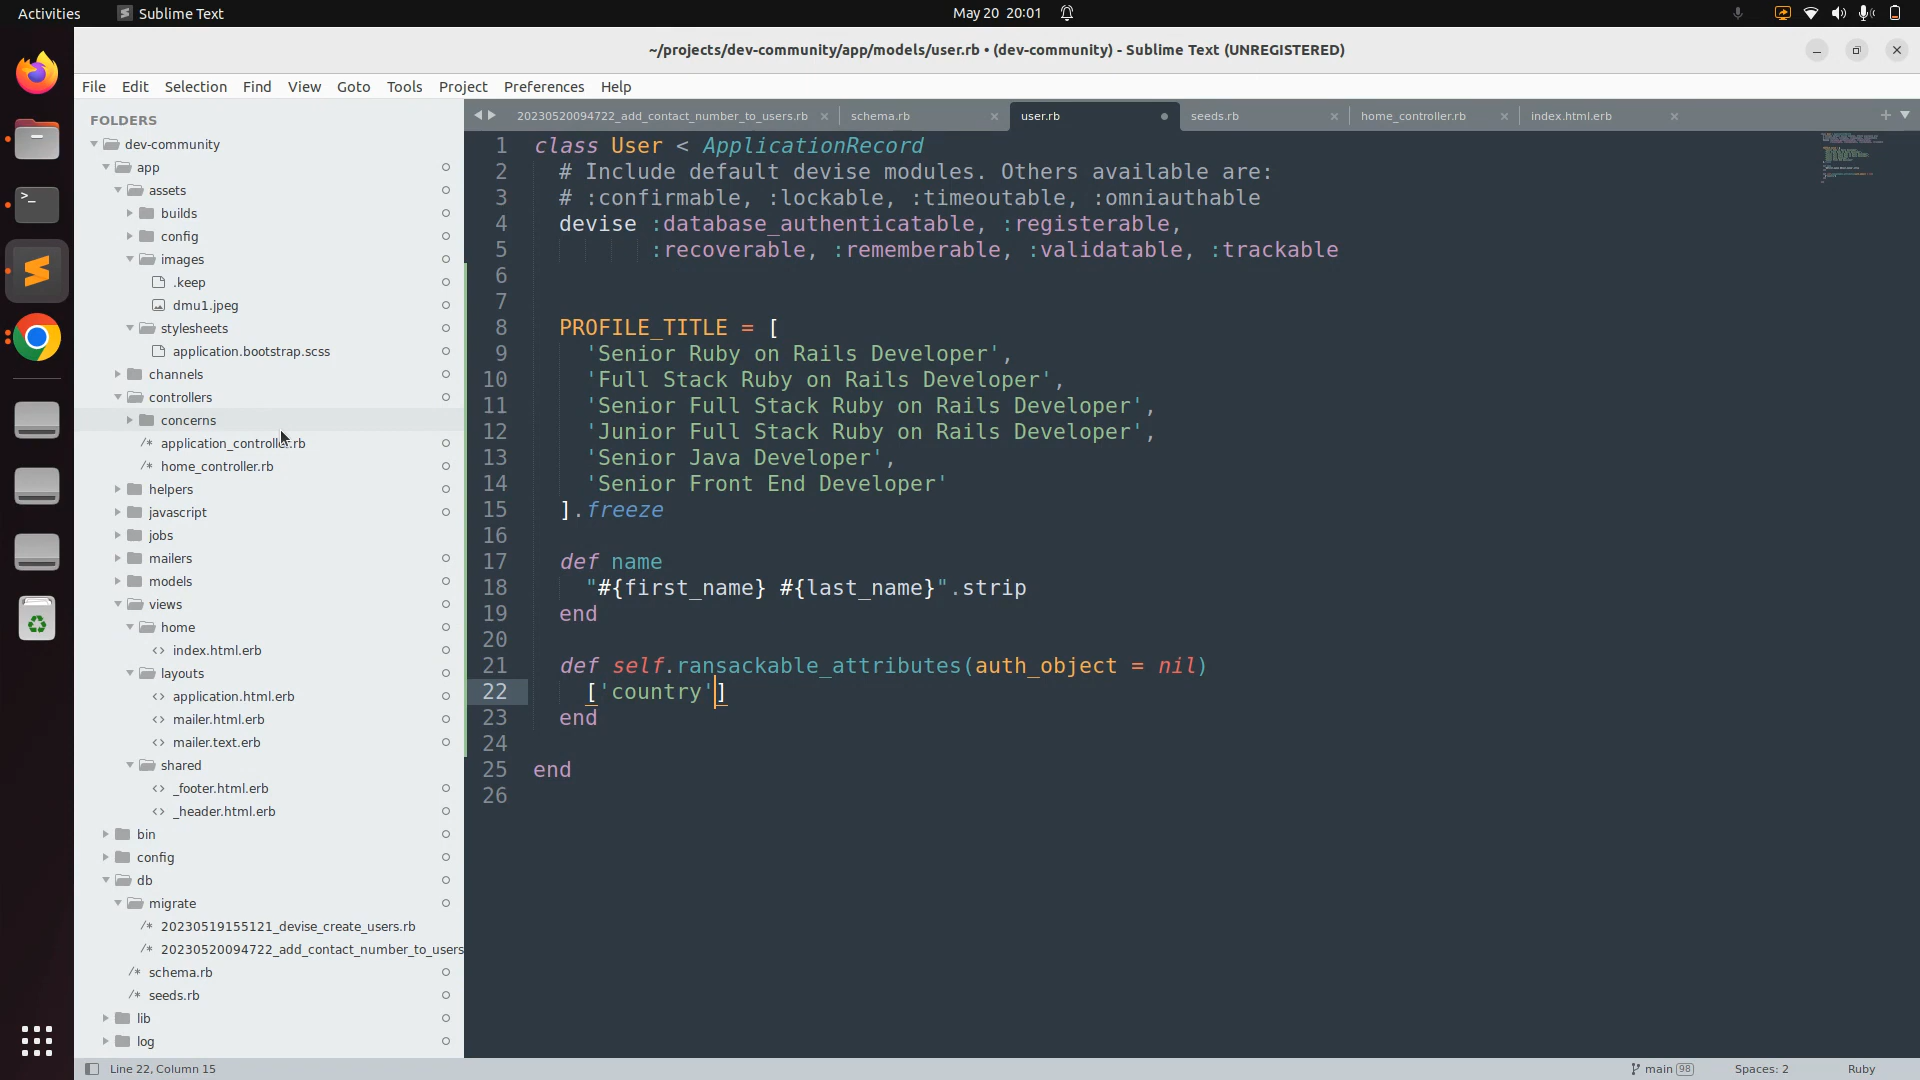 Activities
Sublime Text
May 20 20:01
~/projects/dev-community/app/models/user.rb • (dev-community) - Sublime Text (UNREGISTERED)
File Edit Selection Find View Goto Tools Project Preferences Help
FOLDERS
dev-community
app
assets
builds
config
images
.keep
dmu1.jpeg
stylesheets
application.bootstrap.scss
channels
controllers
concerns
application_controller.rb
home_controller.rb
helpers
javascript
jobs
mailers
models
views
home
index.html.erb
layouts
application.html.erb
mailer.html.erb
mailer.text.erb
shared
_footer.html.erb
_header.html.erb
bin
config
db
migrate
20230519155121_devise_create_users.rb
20230520094722_add_contact_number_to_users
schema.rb
seeds.rb
lib
log
20230520094722_add_contact_number_to_users.rb
schema.rb
user.rb
seeds.rb
home_controller.rb
index.html.erb
1 class User < ApplicationRecord
2 # Include default devise modules. Others available are:
3 # :confirmable, :lockable, :timeoutable, :omniauthable
4 devise :database_authenticatable, :registerable,
5 :recoverable, :rememberable, :validatable, :trackable
6
7
8 PROFILE_TITLE = [
9 'Senior Ruby on Rails Developer',
10 'Full Stack Ruby on Rails Developer',
11 'Senior Full Stack Ruby on Rails Developer',
12 'Junior Full Stack Ruby on Rails Developer',
13 'Senior Java Developer',
14 'Senior Front End Developer'
15 ].freeze
16
17 def name
18 "#{first_name} #{last_name}".strip
19 end
20
21 def self.ransackable_attributes(auth_object = nil)
22 ['country']
23 end
24
25 end
26
Line 22, Column 15
main 98
Spaces: 2
Ruby